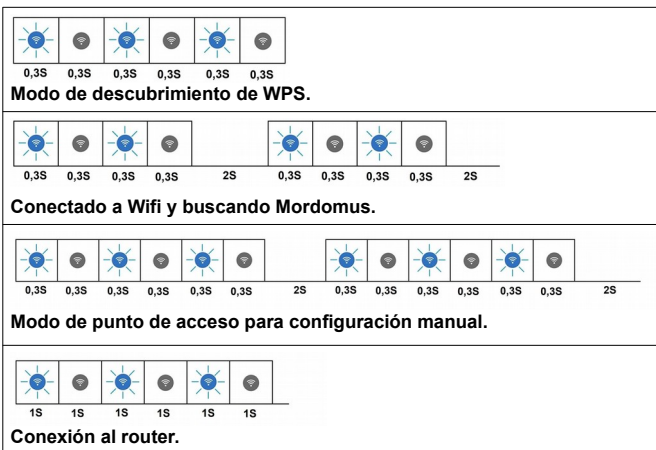 0,3S 0,3S 0,3S 0,3S 0,3S 0,3S
Modo de descubrimiento de WPS.
0,3S 0,3S 0,3S 0,3S 2S 0,3S 0,3S 0,3S 0,3S 2S
Conectado a Wifi y buscando Mordomus.
0,3S 0,3S 0,3S 0,3S 0,3S 0,3S 2S 0,3S 0,3S 0,3S 0,3S 0,3S 0,3S 2S
Modo de punto de acceso para configuración manual.
1S 1S 1S 1S 1S 1S
Conexión al router.